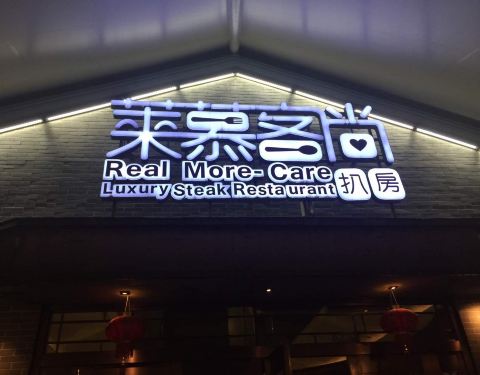 莱慕客尚
Real More-Care
Luxury Steak Restaurant 扒房